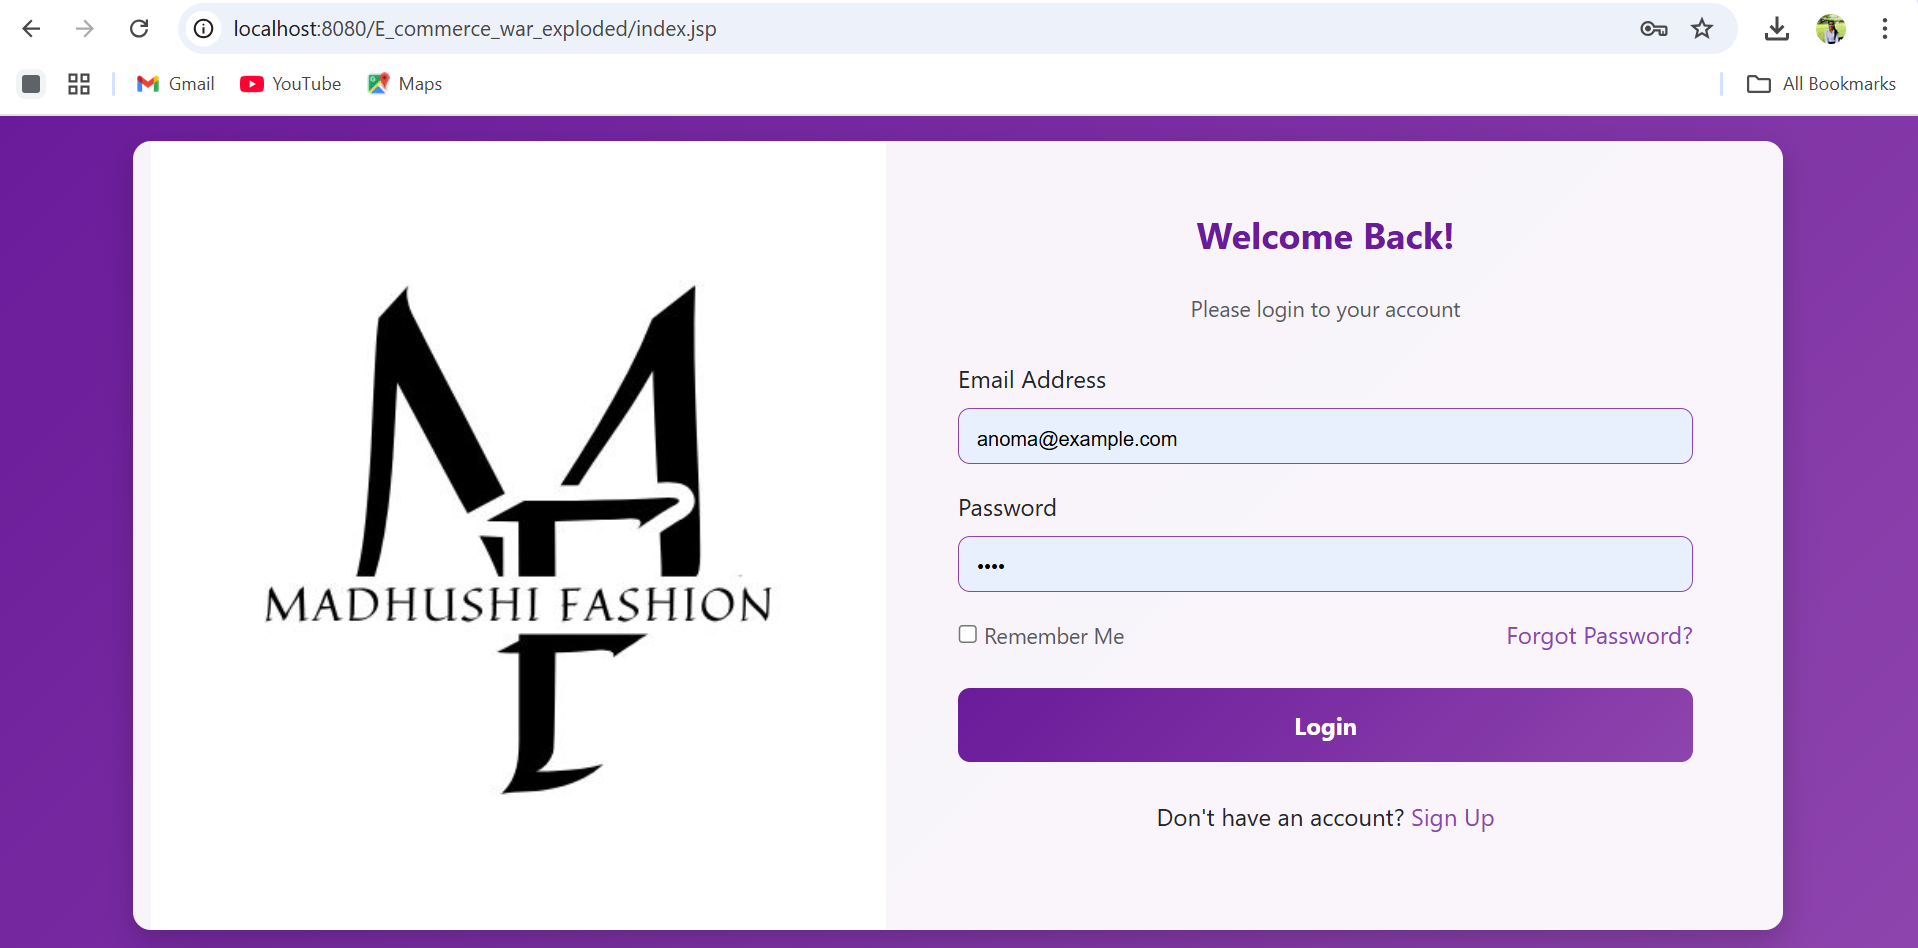 localhost:8080/E_commerce_war_exploded/index.jsp
Gmail YouTube Maps All Bookmarks
MADHUSHI FASHION
Welcome Back!
Please login to your account
Email Address
anoma@example.com
Password
••••
Remember Me Forgot Password?
Login
Don't have an account? Sign Up